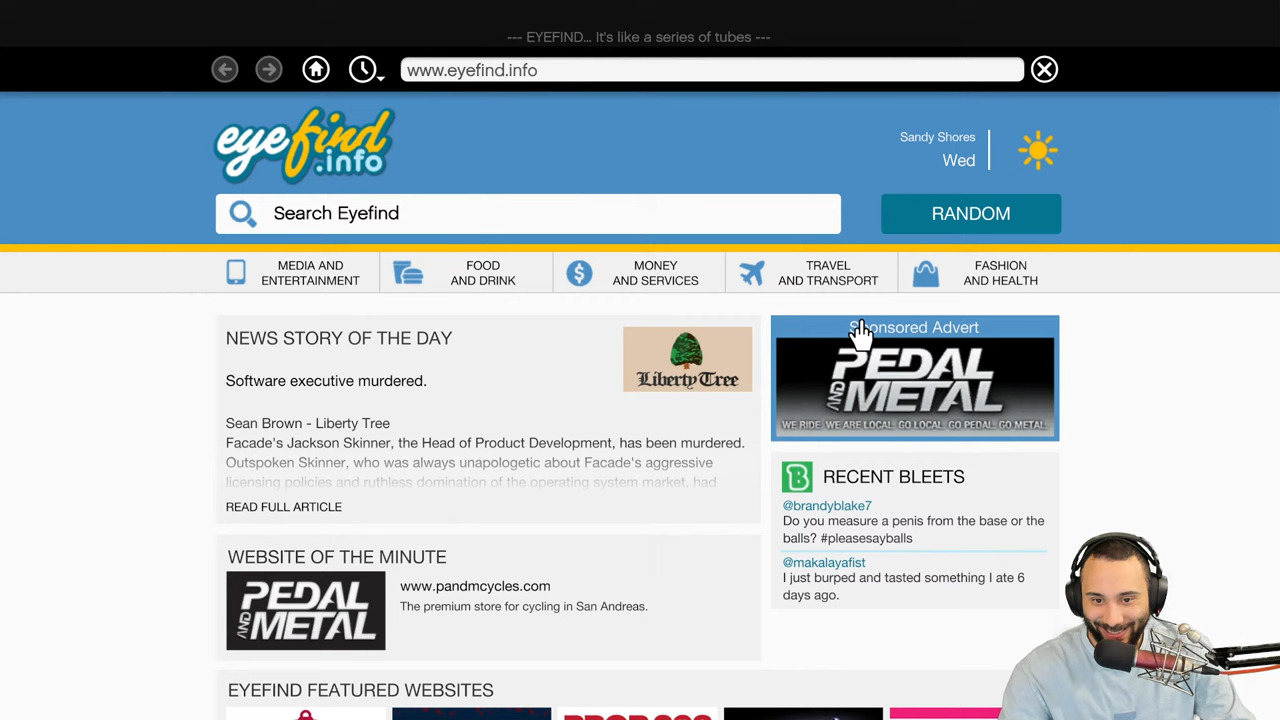 --- EYEFIND... It's like a series of tubes ---
www.eyefind.info
eyefind
.info
Sandy Shores
Wed
Search Eyefind
RANDOM
MEDIA AND
ENTERTAINMENT
FOOD
AND DRINK
MONEY
AND SERVICES
TRAVEL
AND TRANSPORT
FASHION
AND HEALTH
NEWS STORY OF THE DAY
Liberty Tree
Software executive murdered.
Sean Brown - Liberty Tree
Facade's Jackson Skinner, the Head of Product Development, has been murdered.
Outspoken Skinner, who was always unapologetic about Facade's aggressive
licensing policies and ruthless domination of the operating system market, had
READ FULL ARTICLE
Sponsored Advert
PEDAL
AND METAL
WE RIDE. WE ARE LOCAL. GO LOCAL. GO PEDAL. GO METAL.
RECENT BLEETS
@brandyblake7
Do you measure a penis from the base or the
balls? #pleasesayballs
@makalayafist
I just burped and tasted something I ate 6
days ago.
WEBSITE OF THE MINUTE
PEDAL
AND METAL
www.pandmcycles.com
The premium store for cycling in San Andreas.
EYEFIND FEATURED WEBSITES